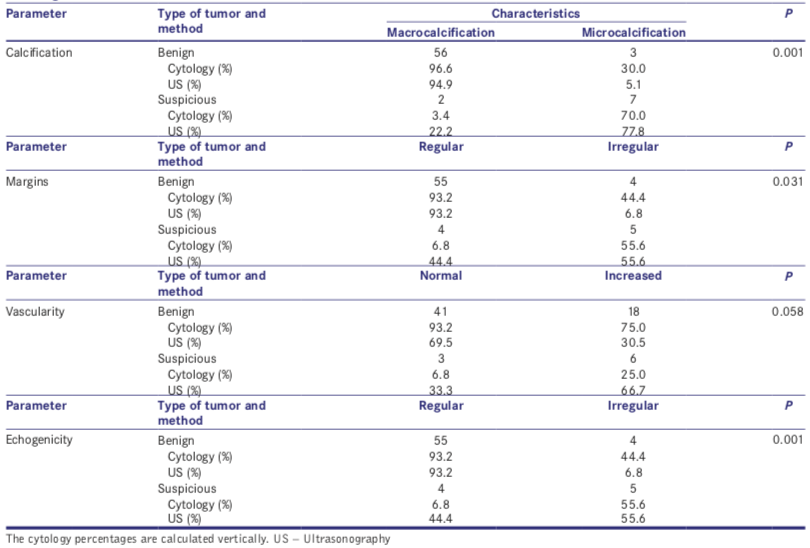 Parameter Type of tumor and method Characteristics P
Macrocalcification Microcalcification
Calcification Benign 56 3 0.001
Cytology (%) 96.6 30.0
US (%) 94.9 5.1
Suspicious 2 7
Cytology (%) 3.4 70.0
US (%) 22.2 77.8
Parameter Type of tumor and method Regular Irregular P
Margins Benign 55 4 0.031
Cytology (%) 93.2 44.4
US (%) 93.2 6.8
Suspicious 4 5
Cytology (%) 6.8 55.6
US (%) 44.4 55.6
Parameter Type of tumor and method Normal Increased P
Vascularity Benign 41 18 0.058
Cytology (%) 93.2 75.0
US (%) 69.5 30.5
Suspicious 3 6
Cytology (%) 6.8 25.0
US (%) 33.3 66.7
Parameter Type of tumor and method Regular Irregular P
Echogenicity Benign 55 4 0.001
Cytology (%) 93.2 44.4
US (%) 93.2 6.8
Suspicious 4 5
Cytology (%) 6.8 55.6
US (%) 44.4 55.6
The cytology percentages are calculated vertically. US – Ultrasonography